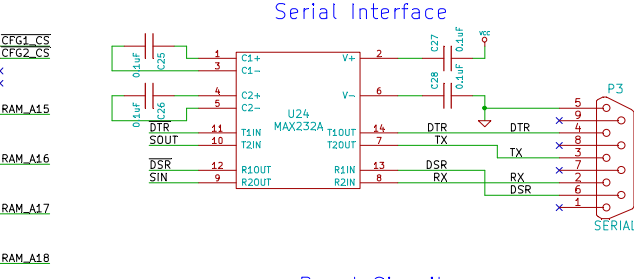 Serial Interface
CFG1_CS
CFG2_CS
RAM_A15
RAM_A16
RAM_A17
RAM_A18
0.1uF
C25
0.1uF
C26
1 C1+
3 C1-
4 C2+
5 C2-
DTR 11 T1IN
SOUT 10 T2IN
DSR 12 R1OUT
SIN 9 R2OUT
U24
MAX232A
V+ 2
V- 6
T1OUT 14 DTR DTR
T2OUT 7 TX TX
R1IN 13 DSR
R2IN 8 RX RX
DSR
C27
0.1uF
C28
0.1uF
VCC
P3
5
9
4
8
3
7
2
6
1
SERIAL